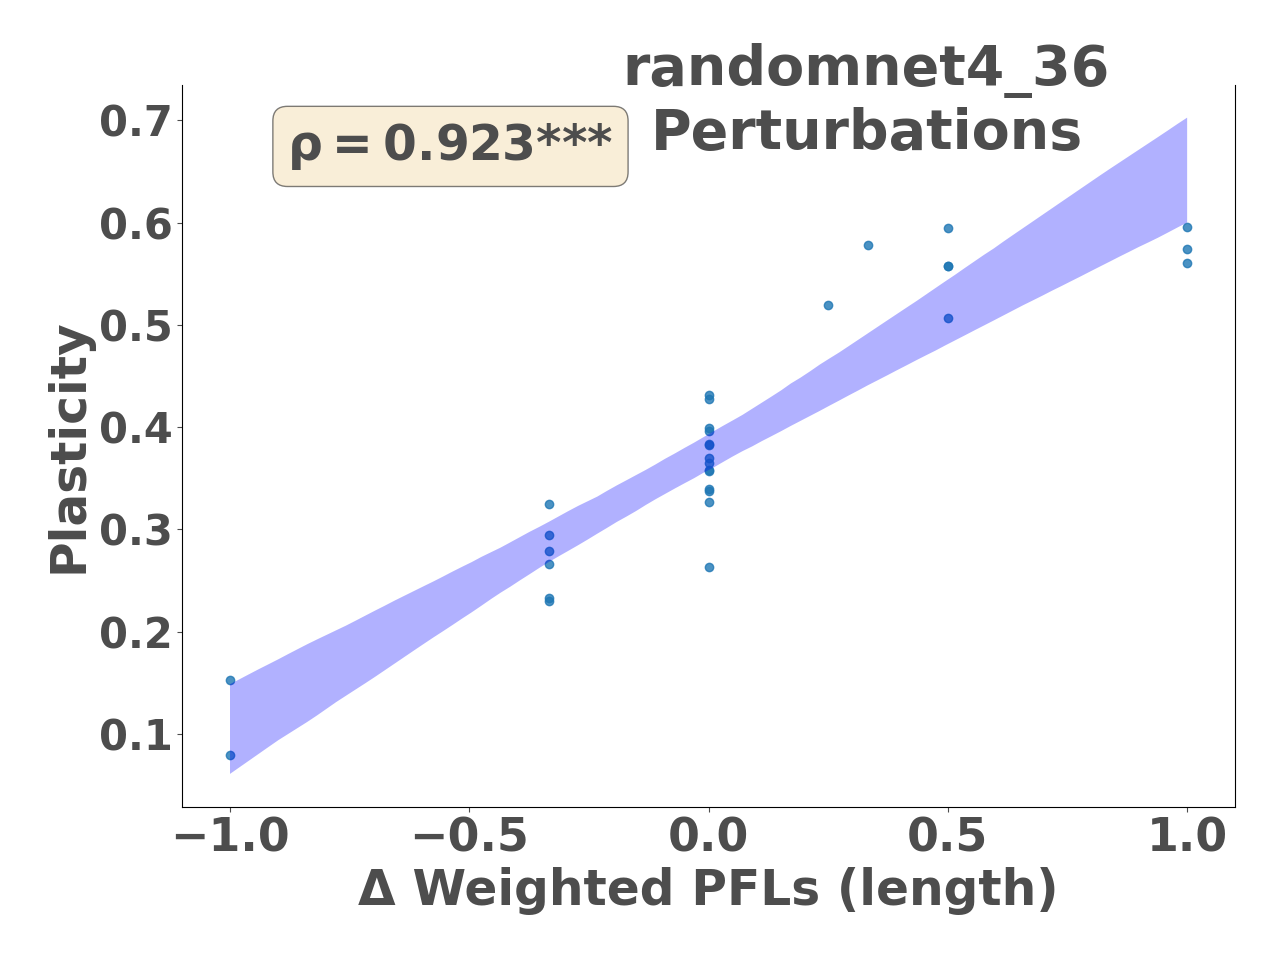 randomnet4_36
Perturbations
ρ = 0.923***
0.7
0.6
0.5
0.4
0.3
0.2
0.1
Plasticity
−1.0 −0.5 0.0 0.5 1.0
Δ Weighted PFLs (length)